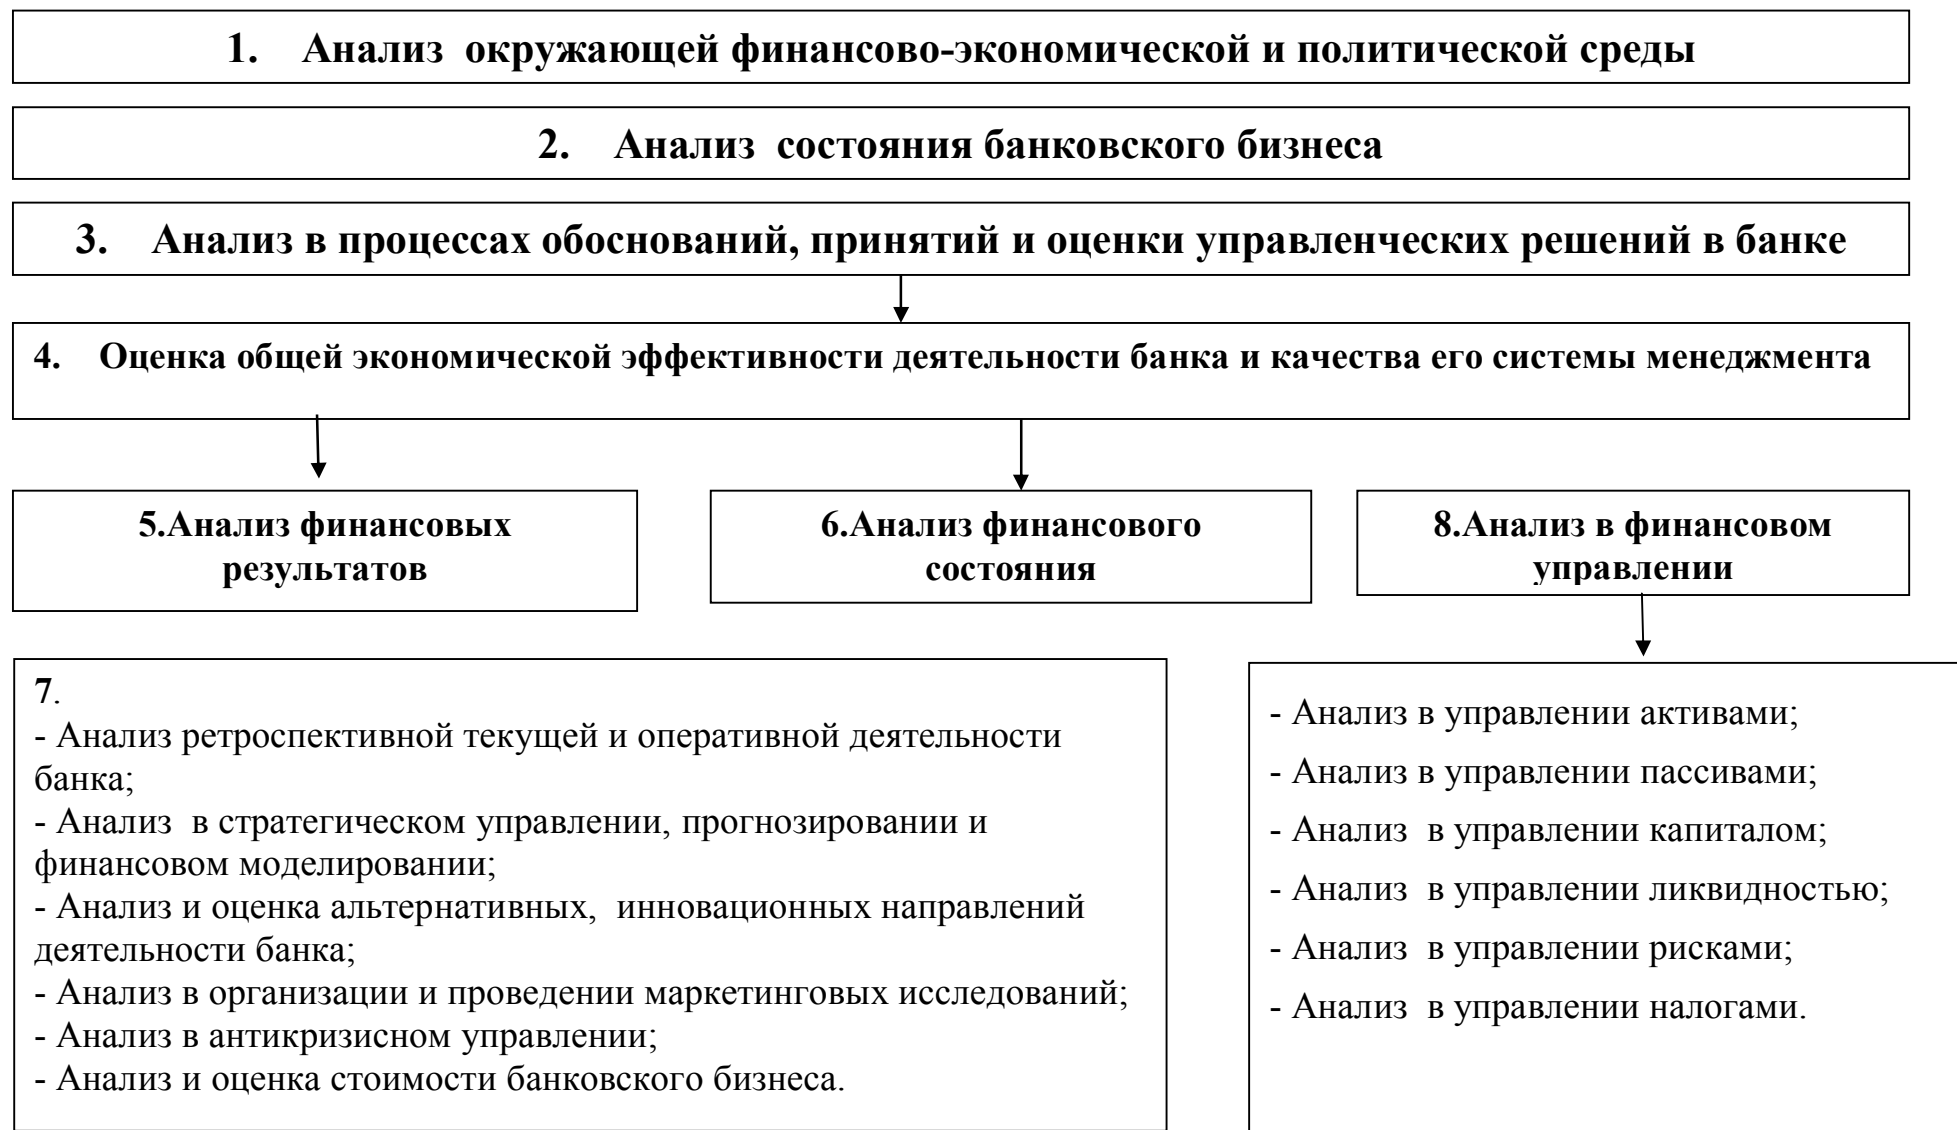 1. Анализ окружающей финансово-экономической и политической среды
2. Анализ состояния банковского бизнеса
3. Анализ в процессах обоснований, принятий и оценки управленческих решений в банке
4. Оценка общей экономической эффективности деятельности банка и качества его системы менеджмента
5.Анализ финансовых
результатов
6.Анализ финансового
состояния
8.Анализ в финансовом
управлении
7.
- Анализ ретроспективной текущей и оперативной деятельности
банка;
- Анализ в стратегическом управлении, прогнозировании и
финансовом моделировании;
- Анализ и оценка альтернативных, инновационных направлений
деятельности банка;
- Анализ в организации и проведении маркетинговых исследований;
- Анализ в антикризисном управлении;
- Анализ и оценка стоимости банковского бизнеса.
- Анализ в управлении активами;
- Анализ в управлении пассивами;
- Анализ в управлении капиталом;
- Анализ в управлении ликвидностью;
- Анализ в управлении рисками;
- Анализ в управлении налогами.